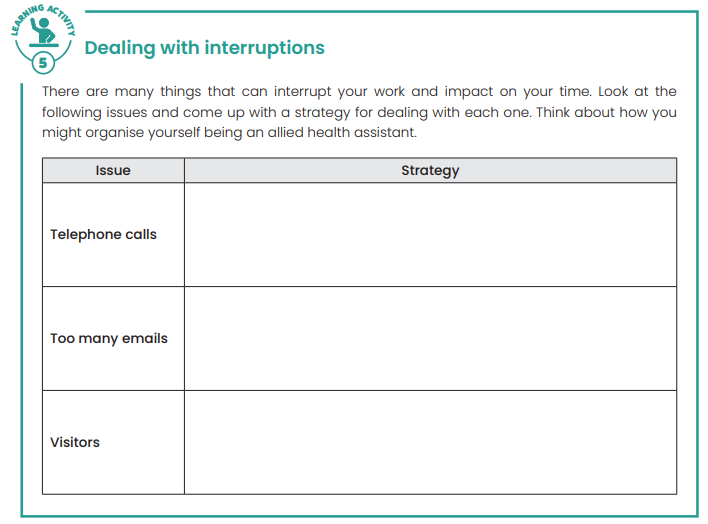 LEARNING ACTIVITY
5
Dealing with interruptions
There are many things that can interrupt your work and impact on your time. Look at the
following issues and come up with a strategy for dealing with each one. Think about how you
might organise yourself being an allied health assistant.
Issue Strategy
Telephone calls
Too many emails
Visitors